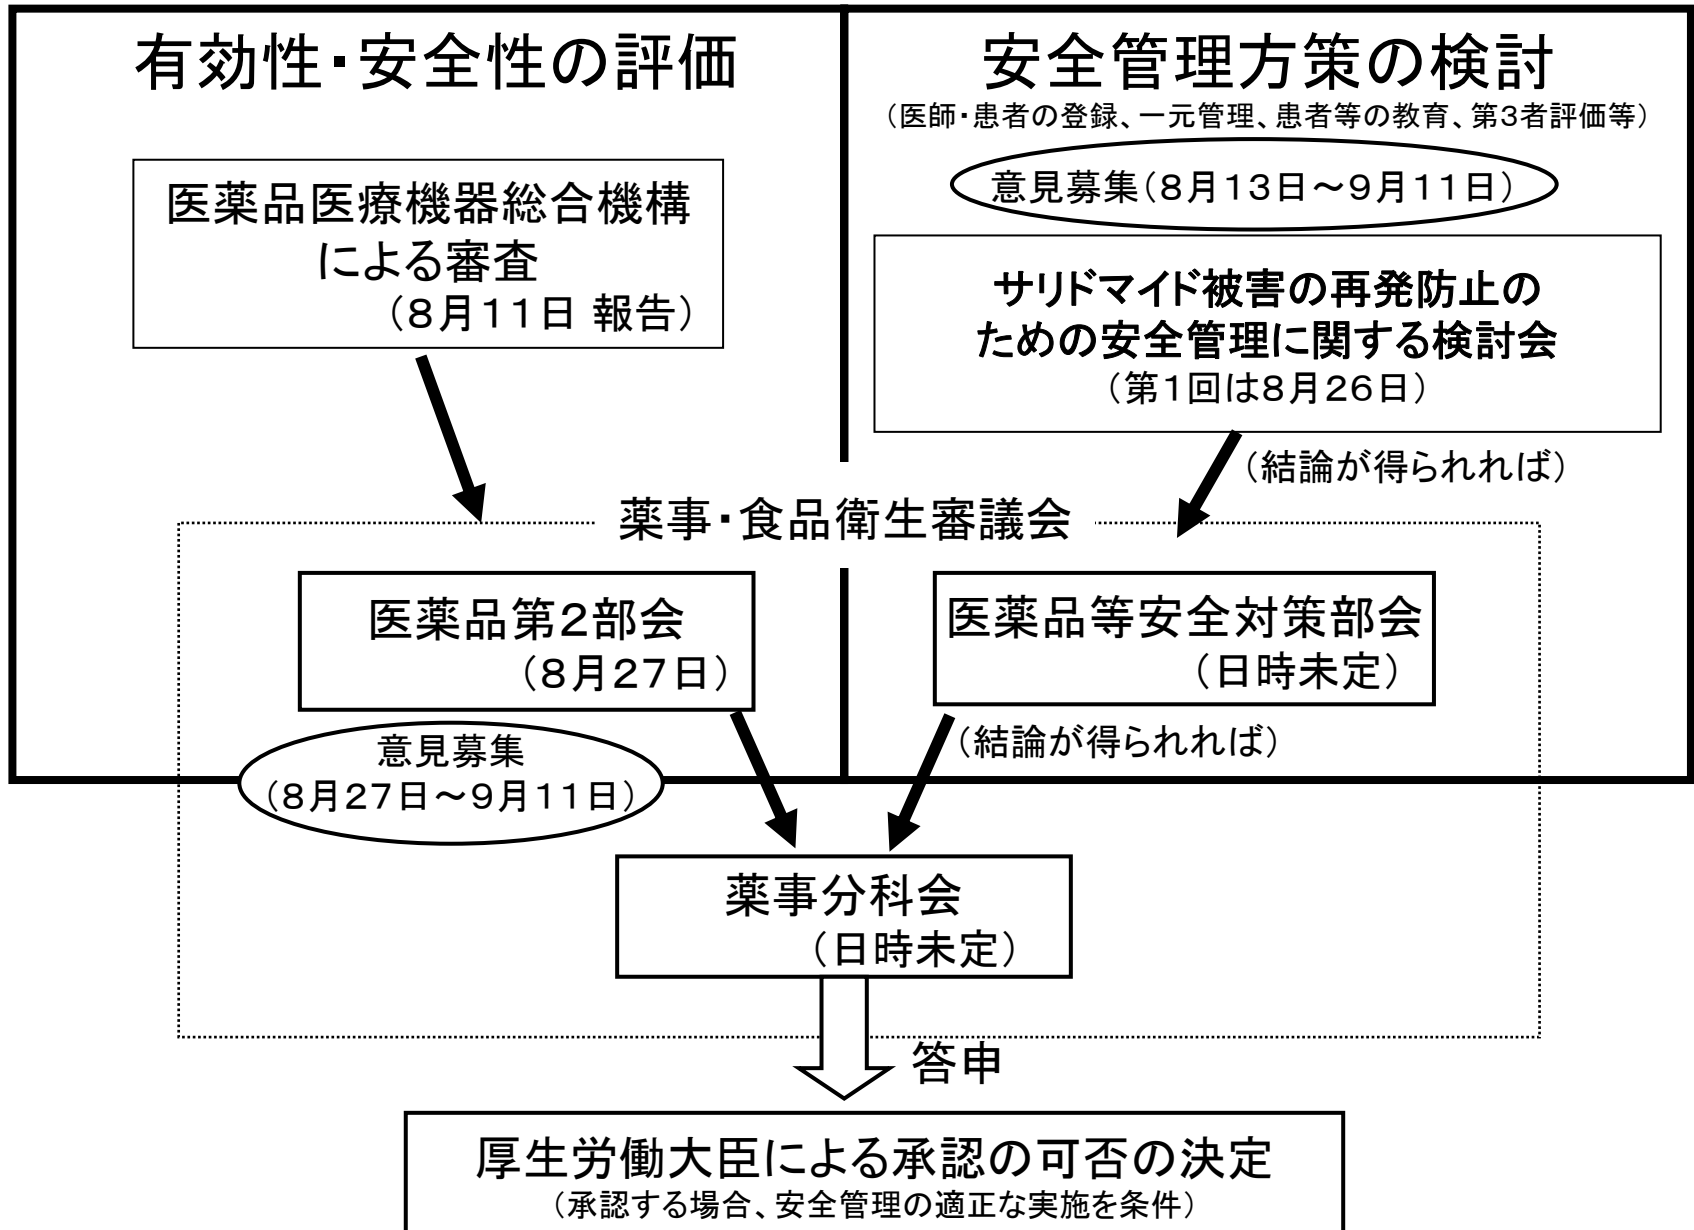 有効性・安全性の評価
医薬品医療機器総合機構
による審査
（８月１１日 報告）
安全管理方策の検討
（医師・患者の登録、一元管理、患者等の教育、第３者評価等）
意見募集（８月１３日～９月１１日）
サリドマイド被害の再発防止の
ための安全管理に関する検討会
（第１回は８月２６日）
（結論が得られれば）
薬事・食品衛生審議会
医薬品第２部会
（８月２７日）
意見募集
（８月２７日～９月１１日）
医薬品等安全対策部会
（日時未定）
（結論が得られれば）
薬事分科会
（日時未定）
答申
厚生労働大臣による承認の可否の決定
（承認する場合、安全管理の適正な実施を条件）